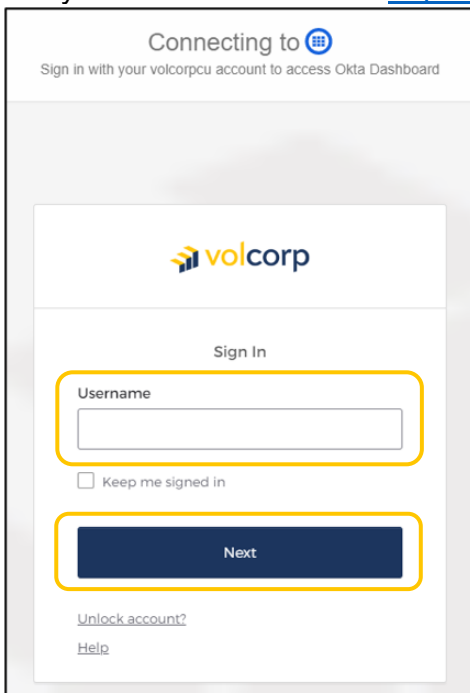 Connecting to
Sign in with your volcorpcu account to access Okta Dashboard
volcorp
Sign In
Username
Keep me signed in
Next
Unlock account?
Help